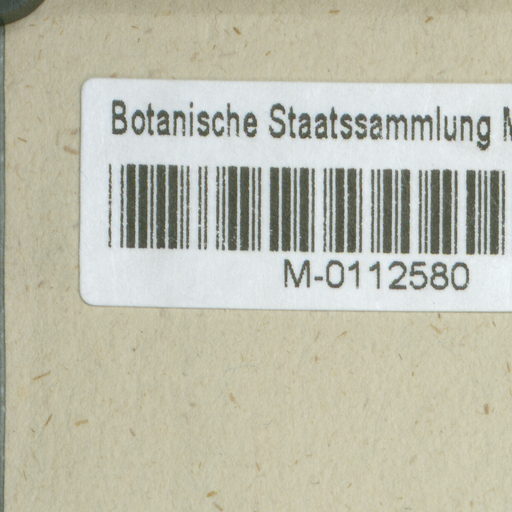 Botanische Staatssammlung
M-0112580